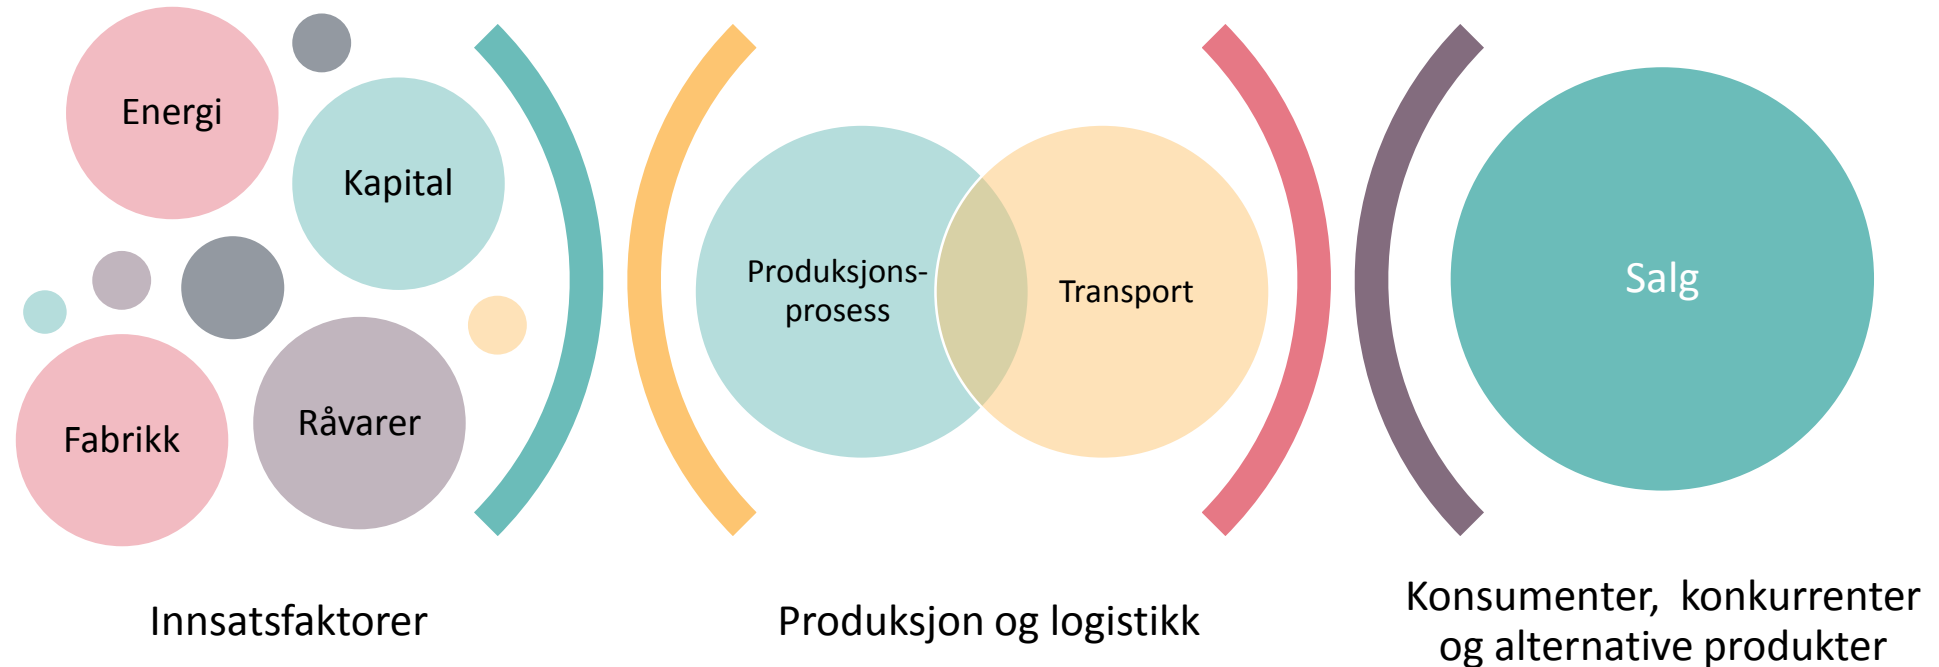 Energi
Kapital
Fabrikk
Råvarer
Innsatsfaktorer
Produksjons-
prosess
Transport
Produksjon og logistikk
Salg
Konsumenter, konkurrenter
og alternative produkter